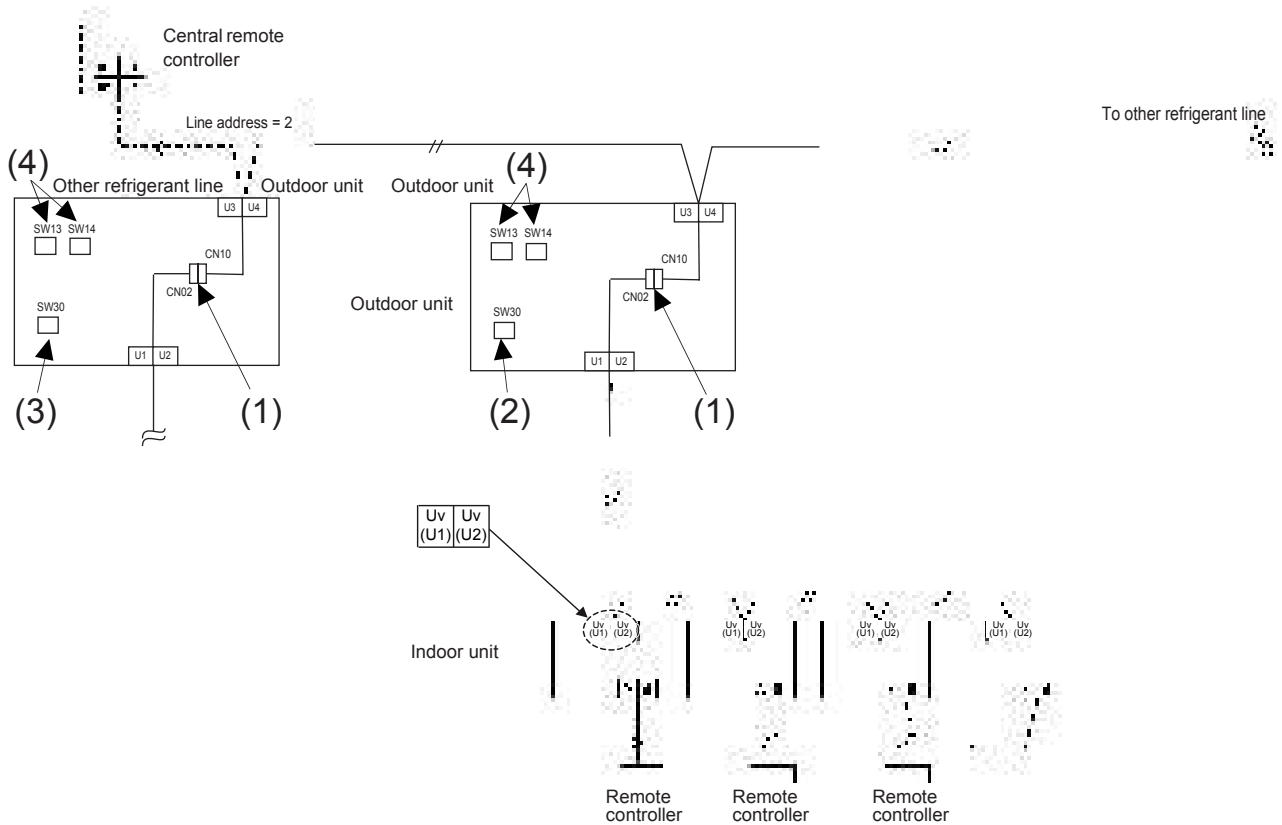 Central remote
controller
Line address = 2
To other refrigerant line
(4)
(4)
Other refrigerant line
Outdoor unit
Outdoor unit
U3 U4
U3 U4
SW13 SW14
SW13 SW14
CN10
CN10
CN02
CN02
Outdoor unit
SW30
SW30
U1 U2
U1 U2
(3)
(1)
(2)
(1)
Uv Uv
(U1) (U2)
Uv Uv
(U1) (U2)
Uv Uv
(U1) (U2)
Uv Uv
(U1) (U2)
Uv Uv
(U1) (U2)
Indoor unit
Remote
controller
Remote
controller
Remote
controller